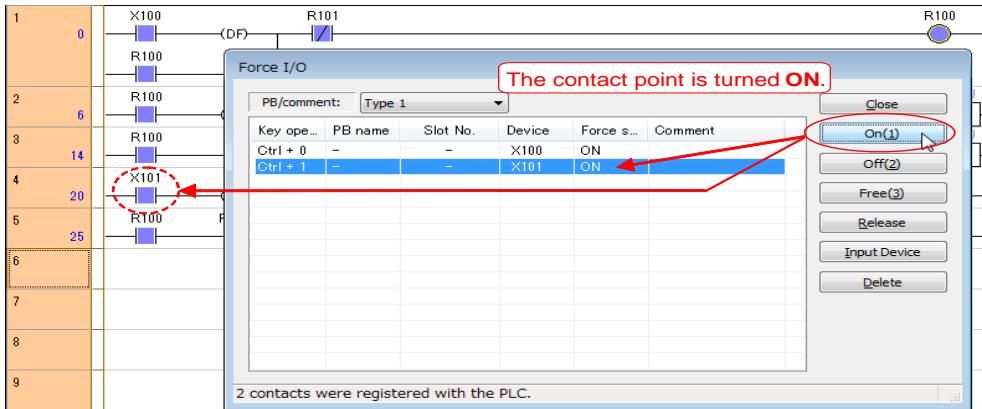 1 X100 R101 R100
0 (DF)
R100
Force I/O
The contact point is turned ON.
2 R100
6
PB/comment: Type 1 Close
Key ope... PB name Slot No. Device Force s... Comment On(1)
3 R100
14
Ctrl + 0 - - X100 ON
Ctrl + 1 - - X101 ON Off(2)
4 X101
20 Free(3)
5 R100
25 Release
6 Input Device
Delete
7
8
9
2 contacts were registered with the PLC.